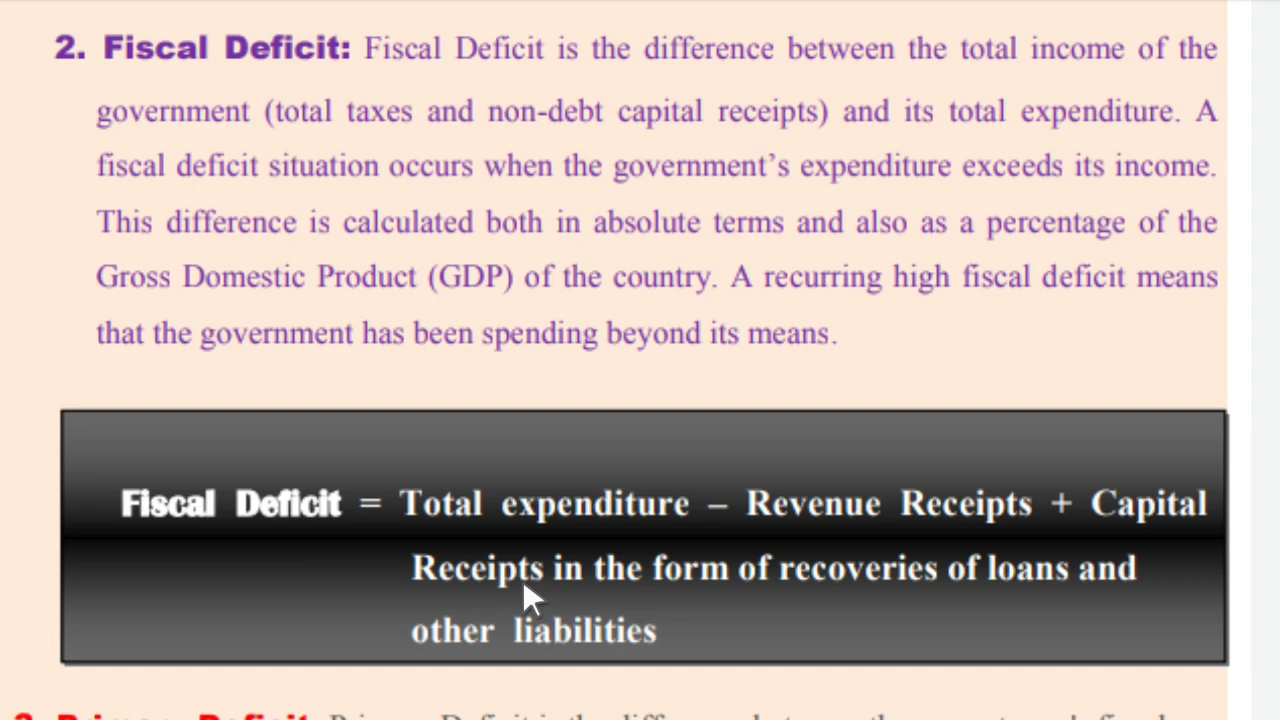 2. Fiscal Deficit: Fiscal Deficit is the difference between the total income of the
government (total taxes and non-debt capital receipts) and its total expenditure. A
fiscal deficit situation occurs when the government’s expenditure exceeds its income.
This difference is calculated both in absolute terms and also as a percentage of the
Gross Domestic Product (GDP) of the country. A recurring high fiscal deficit means
that the government has been spending beyond its means.
Fiscal Deficit = Total expenditure – Revenue Receipts + Capital
Receipts in the form of recoveries of loans and
other liabilities